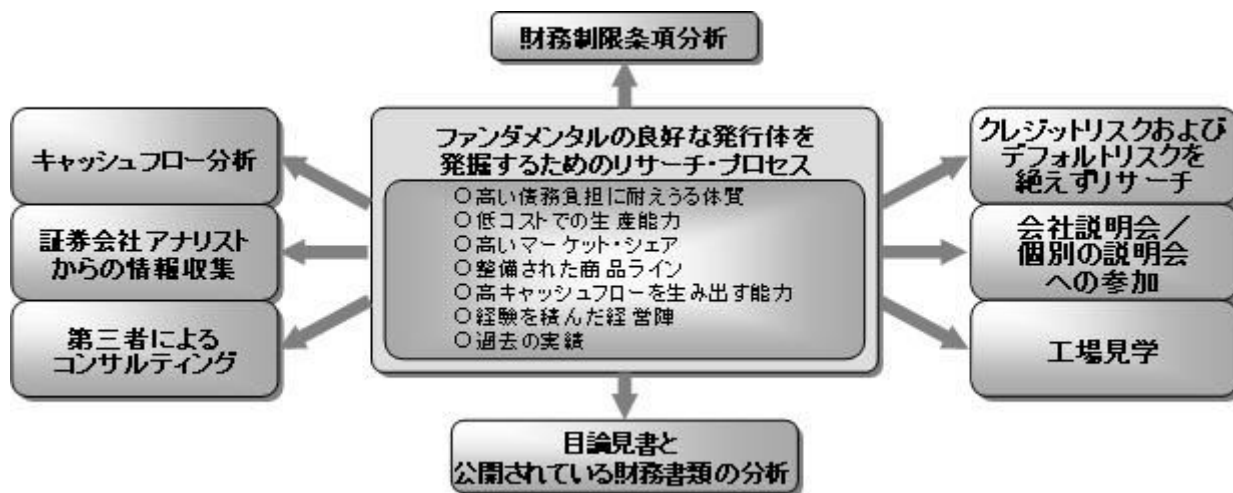 財務制限条項分析
キャッシュフロー分析
証券会社アナリスト
からの情報収集
第三者による
コンサルティング
ファンダメンタルの良好な発行体を
発掘するためのリサーチ・プロセス
○高い債務負担に耐えうる体質
○低コストでの生産能力
○高いマーケット・シェア
○整備された商品ライン
○高キャッシュフローを生み出す能力
○経験を積んだ経営陣
○過去の実績
クレジットリスクおよび
デフォルトリスクを
絶えずリサーチ
会社説明会/
個別の説明会
への参加
工場見学
目論見書と
公開されている財務書類の分析